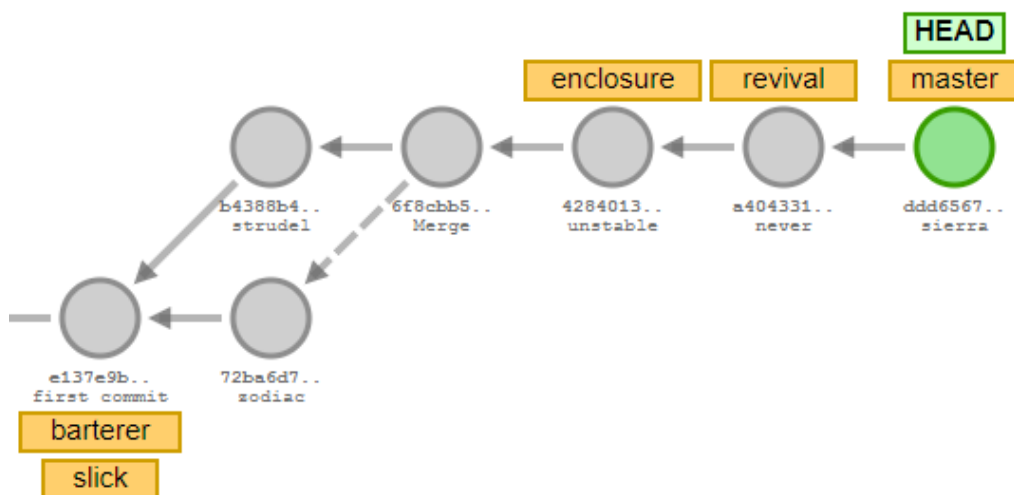 HEAD
enclosure
revival
master
b4388b4..
strudel
6f8cbb5..
Merge
4284013..
unstable
a404331..
never
ddd6567..
sierra
e137e9b..
first commit
72ba6d7..
zodiac
barterer
slick